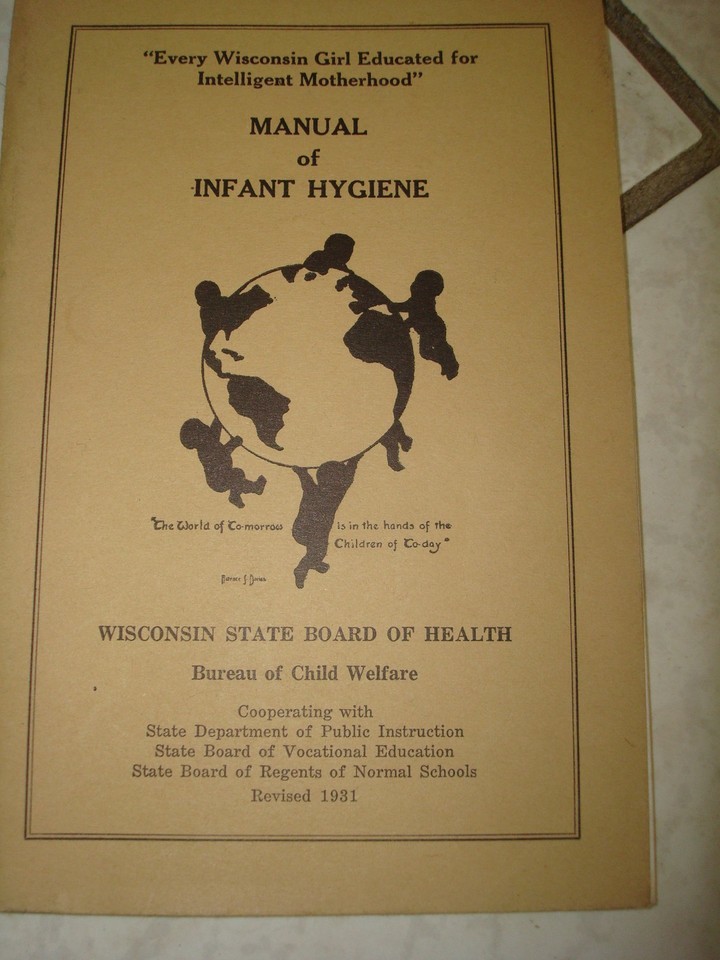 "Every Wisconsin Girl Educated for
Intelligent Motherhood"
MANUAL
of
INFANT HYGIENE
"The World of To-morrow is in the hands of the
Children of To-day"
WISCONSIN STATE BOARD OF HEALTH
Bureau of Child Welfare
Cooperating with
State Department of Public Instruction
State Board of Vocational Education
State Board of Regents of Normal Schools
Revised 1931